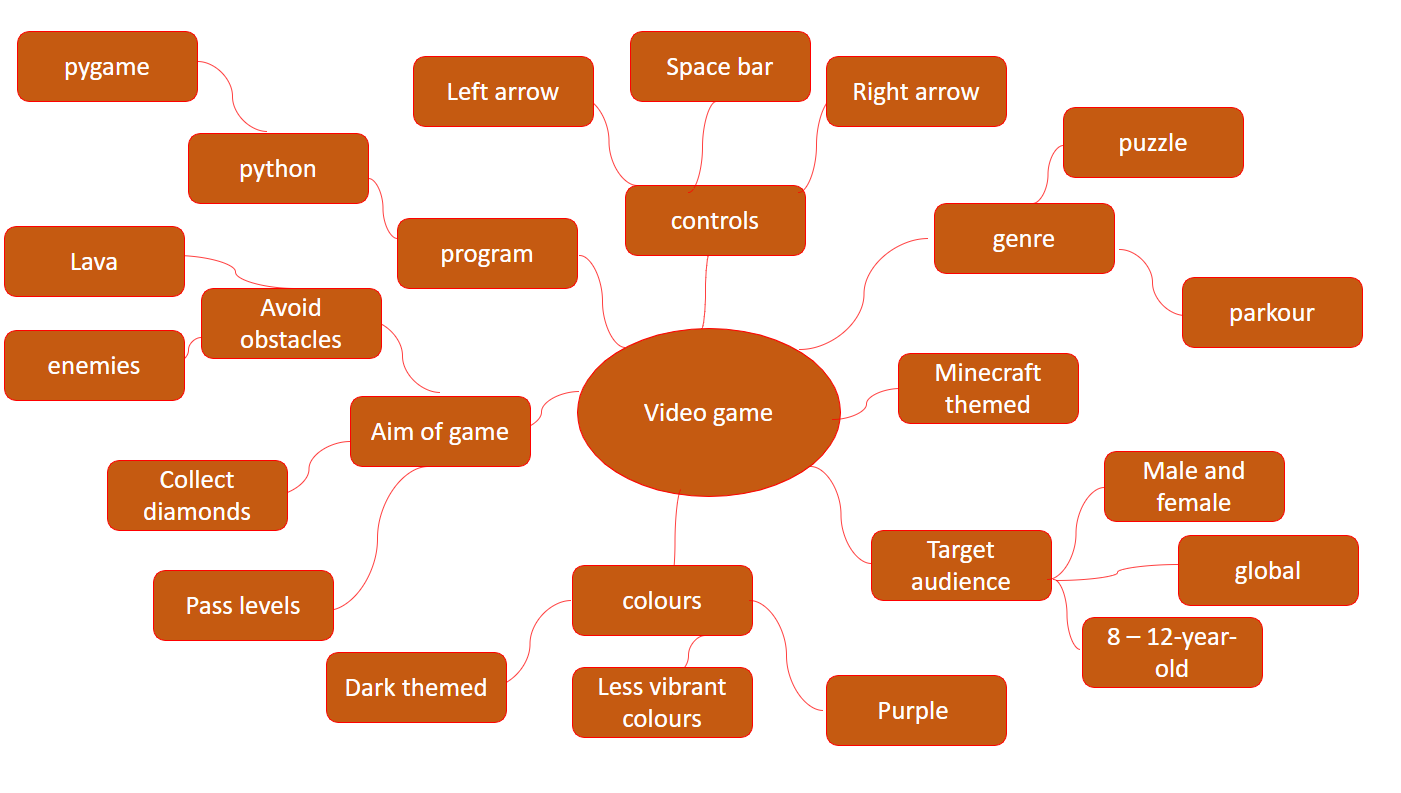 pygame
Left arrow
Space bar
Right arrow
puzzle
python
controls
genre
program
Lava
Avoid
obstacles
parkour
enemies
Minecraft
themed
Video game
Aim of game
Collect
diamonds
Male and
female
Target
audience
global
Pass levels
colours
8 – 12-year-
old
Dark themed
Less vibrant
colours
Purple